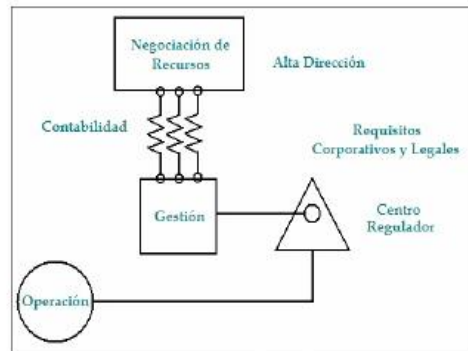 Negociación de
Recursos
Alta Dirección
Contabilidad
Requisitos
Corporativos y Legales
Gestión
Centro
Regulador
Operación